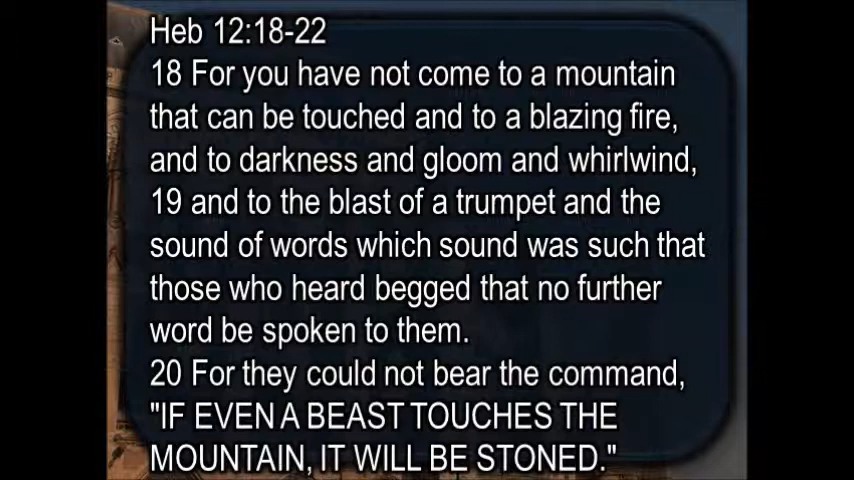 Heb 12:18-22
18 For you have not come to a mountain
that can be touched and to a blazing fire,
and to darkness and gloom and whirlwind,
19 and to the blast of a trumpet and the
sound of words which sound was such that
those who heard begged that no further
word be spoken to them.
20 For they could not bear the command,
"IF EVEN A BEAST TOUCHES THE
MOUNTAIN, IT WILL BE STONED."